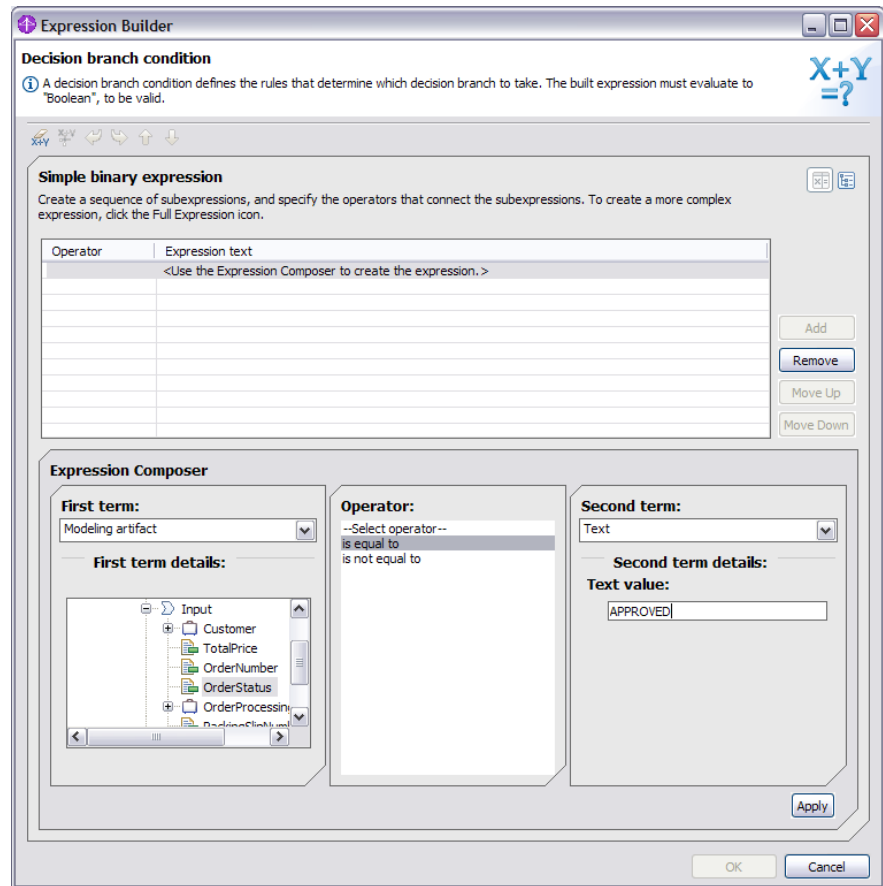 Expression Builder
Decision branch condition
A decision branch condition defines the rules that determine which decision branch to take. The built expression must evaluate to
"Boolean", to be valid.
X+Y
=?
X+Y
Simple binary expression
Create a sequence of subexpressions, and specify the operators that connect the subexpressions. To create a more complex
expression, click the Full Expression icon.
Operator Expression text
<Use the Expression Composer to create the expression.>
Add
Remove
Move Up
Move Down
Expression Composer
First term:
Modeling artifact
First term details:
Input
Customer
TotalPrice
OrderNumber
OrderStatus
OrderProcessing
Operator:
--Select operator--
is equal to
is not equal to
Second term:
Text
Second term details:
Text value:
APPROVED
Apply
OK
Cancel